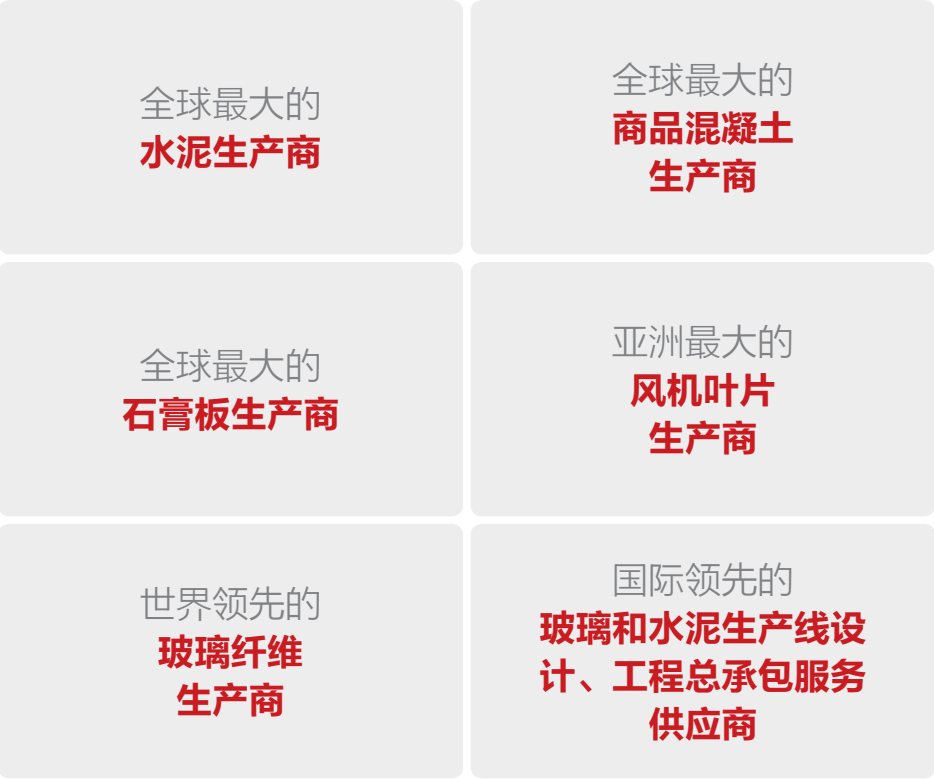 全球最大的
水泥生产商
全球最大的
商品混凝土
生产商
全球最大的
石膏板生产商
亚洲最大的
风机叶片
生产商
世界领先的
玻璃纤维
生产商
国际领先的
玻璃和水泥生产线设
计、工程总承包服务
供应商